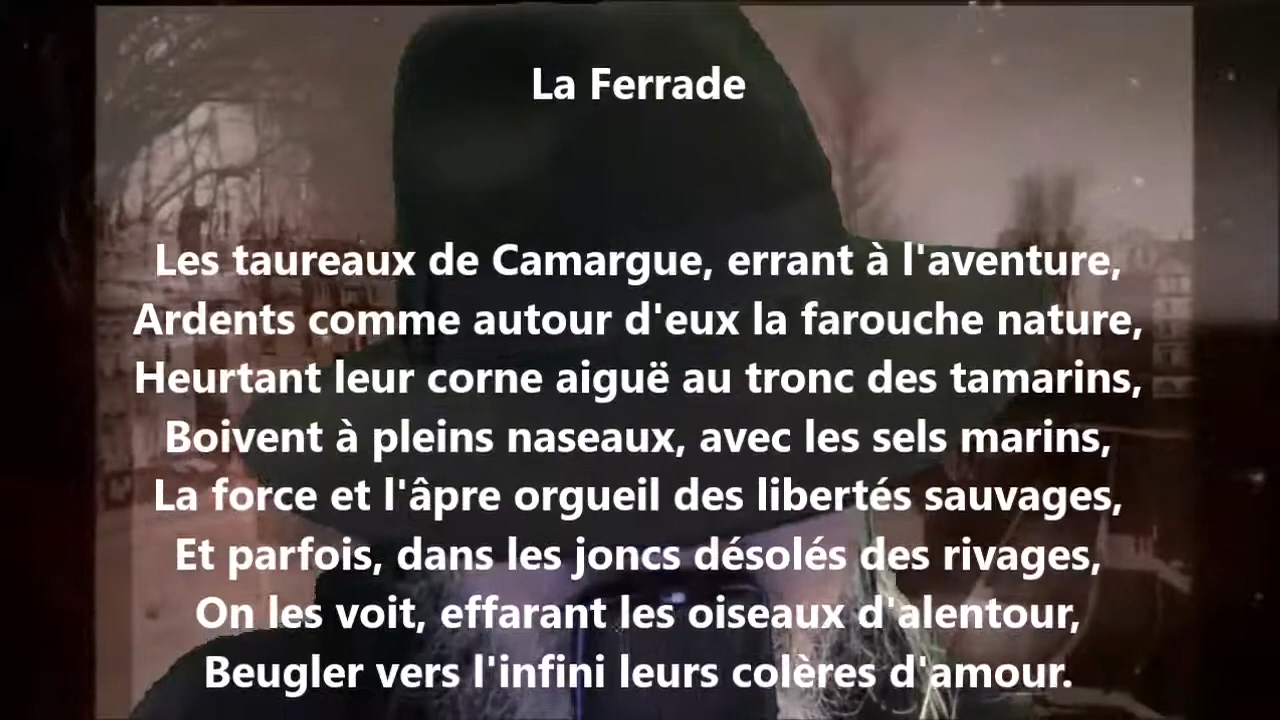 La Ferrade
Les taureaux de Camargue, errant à l'aventure,
Ardents comme autour d'eux la farouche nature,
Heurtant leur corne aiguë au tronc des tamarins,
Boivent à pleins naseaux, avec les sels marins,
La force et l'âpre orgueil des libertés sauvages,
Et parfois, dans les joncs désolés des rivages,
On les voit, effarant les oiseaux d'alentour,
Beugler vers l'infini leurs colères d'amour.